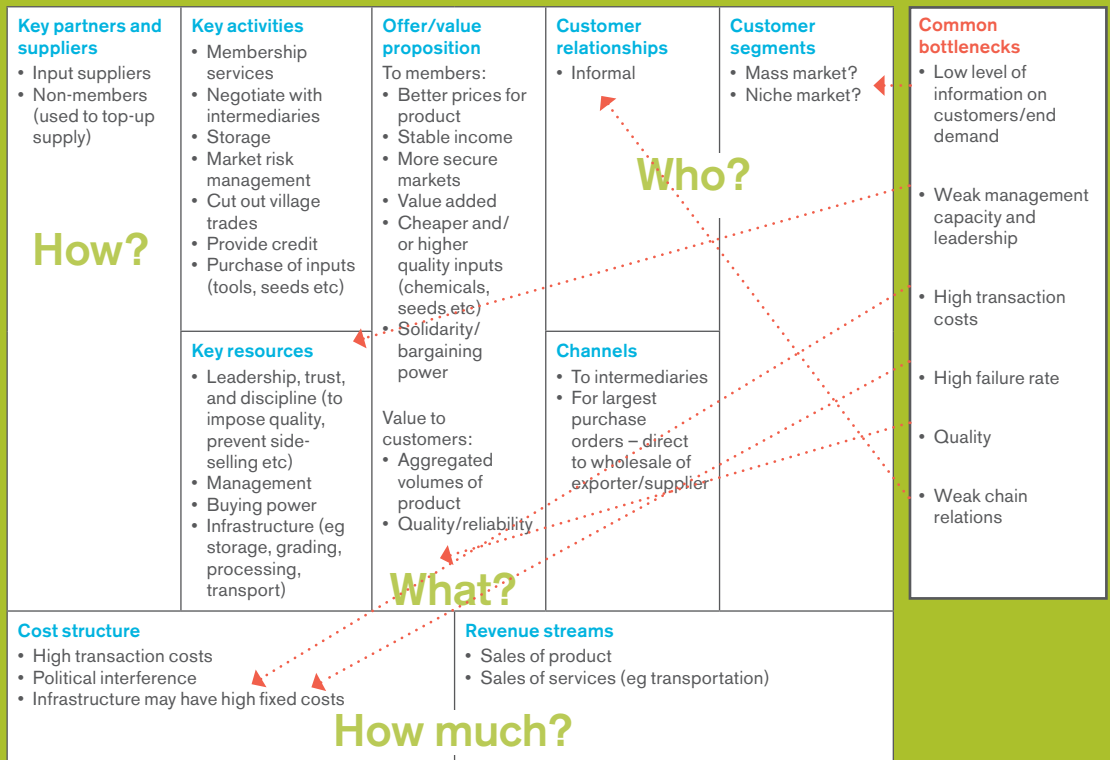 Key partners and
suppliers
• Input suppliers
• Non-members
(used to top-up
supply)
How?
Key activities
• Membership
services
• Negotiate with
intermediaries
• Storage
• Market risk
management
• Cut out village
trades
• Provide credit
• Purchase of inputs
(tools, seeds etc)
Key resources
• Leadership, trust,
and discipline (to
impose quality,
prevent side-
selling etc)
• Management
• Buying power
• Infrastructure (eg
storage, grading,
processing,
transport)
Offer/value
proposition
To members:
• Better prices for
product
• Stable income
• More secure
markets
• Value added
• Cheaper and/
or higher
quality inputs
(chemicals,
seeds etc)
• Solidarity/
bargaining
power
Value to
customers:
• Aggregated
volumes of
product
• Quality/reliability
What?
Customer
relationships
• Informal
Who?
Channels
• To intermediaries
• For largest
purchase
orders – direct
to wholesale of
exporter/supplier
Customer
segments
• Mass market?
• Niche market?
Cost structure
• High transaction costs
• Political interference
• Infrastructure may have high fixed costs
Revenue streams
• Sales of product
• Sales of services (eg transportation)
How much?
Common
bottlenecks
• Low level of
information on
customers/end
demand
• Weak management
capacity and
leadership
• High transaction
costs
• High failure rate
• Quality
• Weak chain
relations